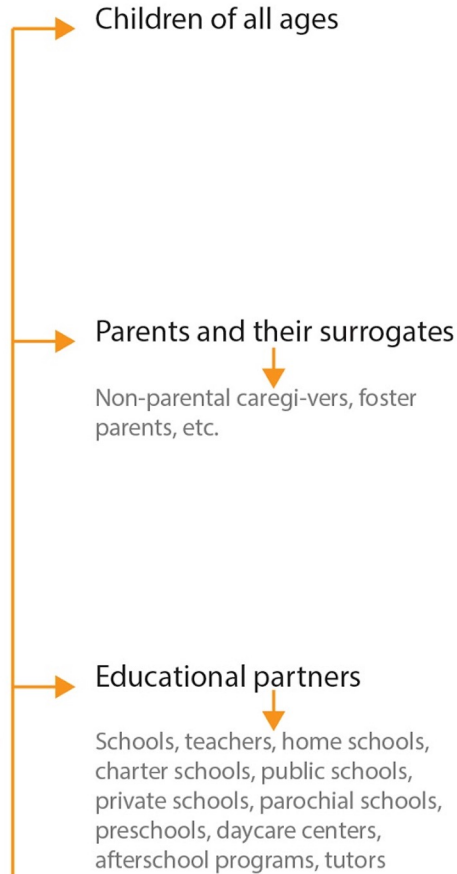 Children of all ages
Parents and their surrogates
Non-parental caregi-vers, foster
parents, etc.
Educational partners
Schools, teachers, home schools,
charter schools, public schools,
private schools, parochial schools,
preschools, daycare centers,
afterschool programs, tutors